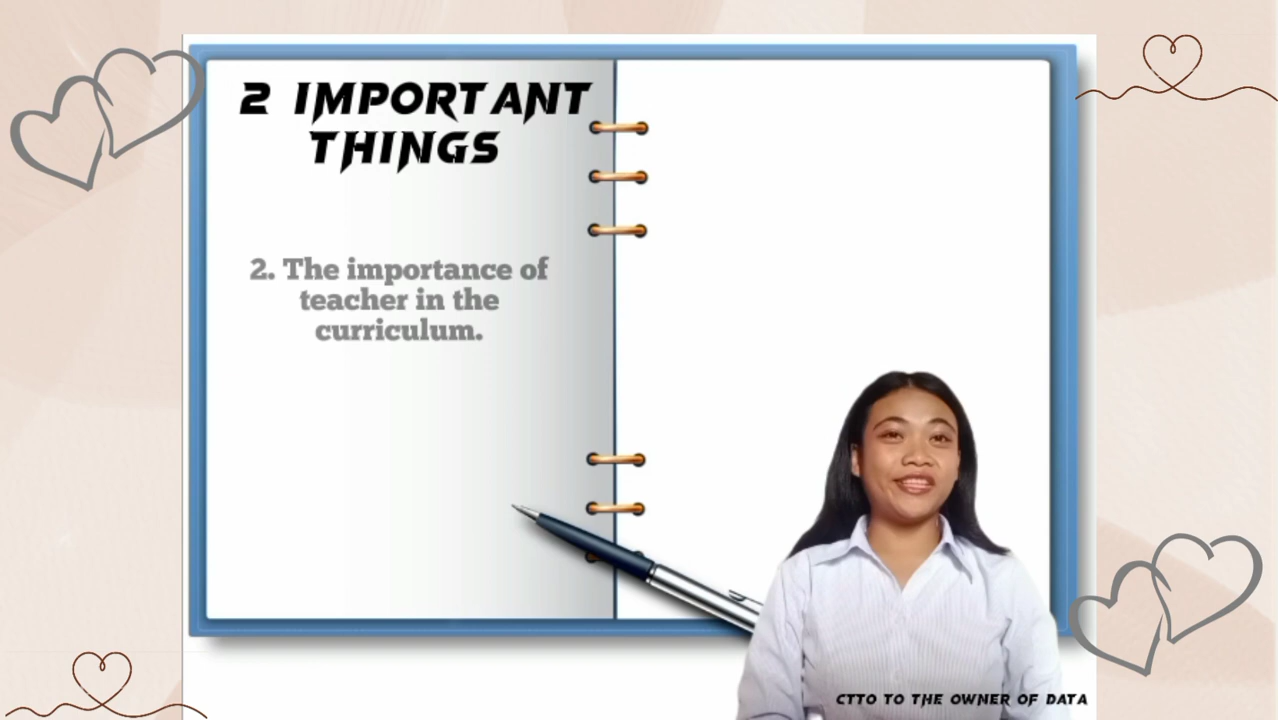 2 IMPORTANT
THINGS
2. The importance of
teacher in the
curriculum.
CTTO TO THE OWNER OF DATA